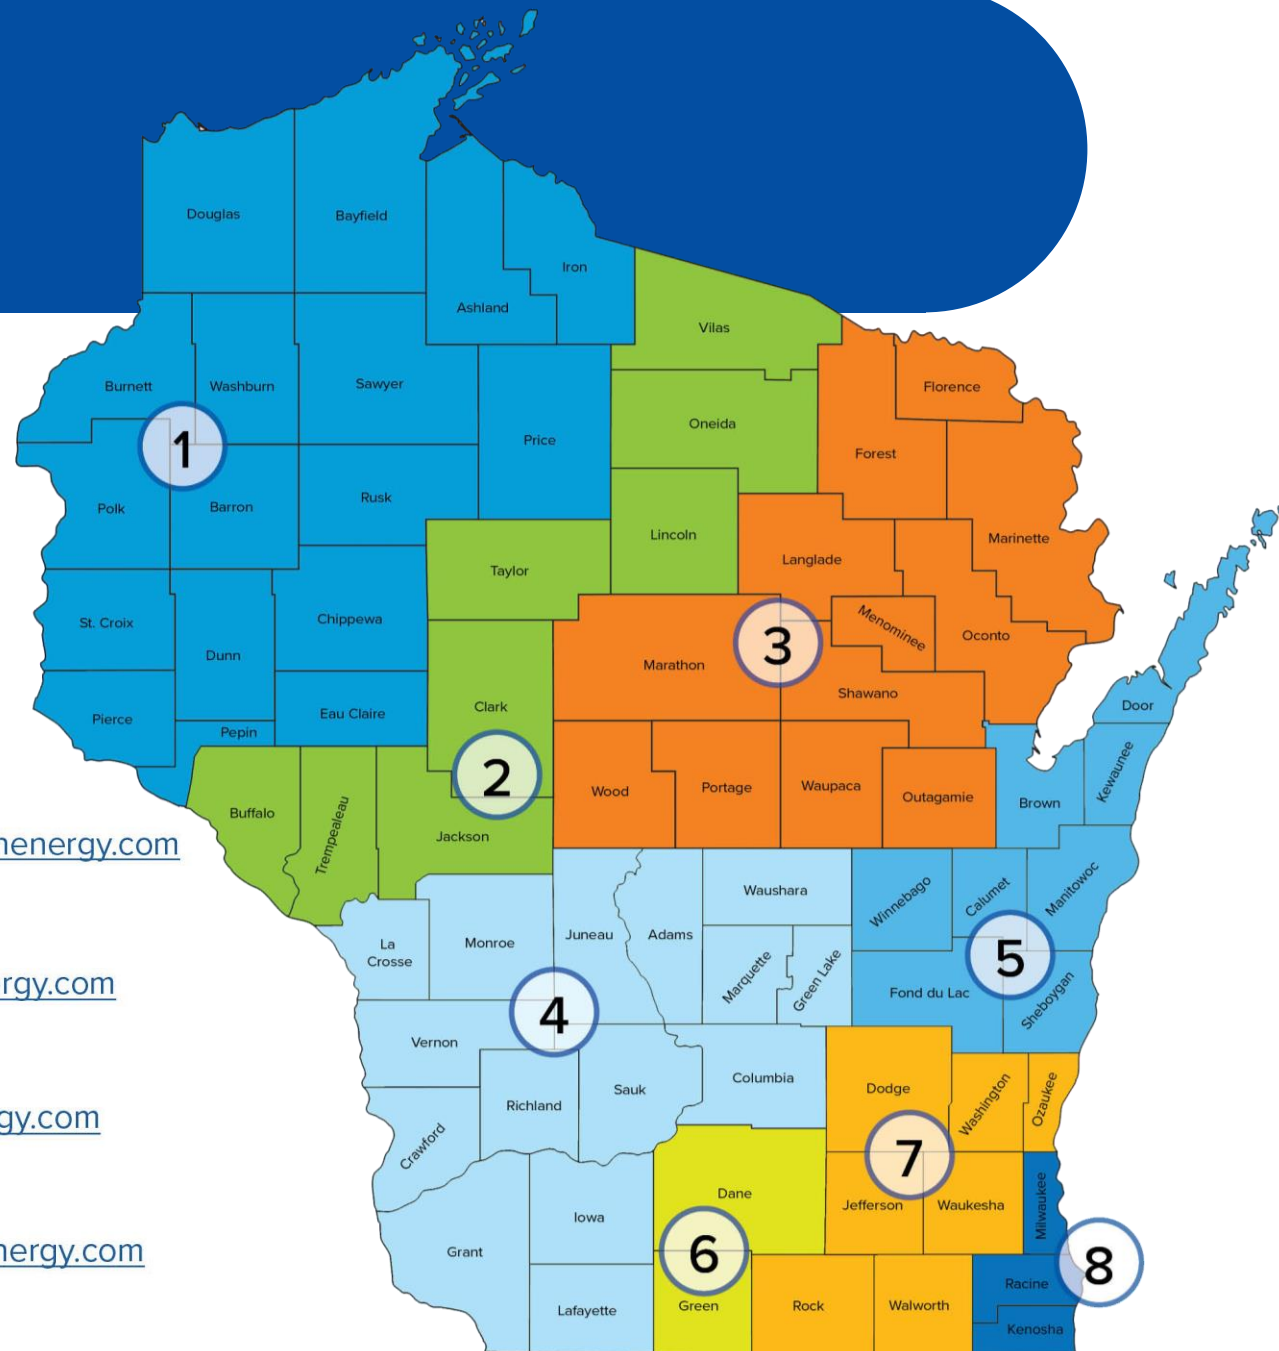 Douglas
Bayfield
Iron
Ashland
Vilas
Burnett
Washburn
Sawyer
Florence
Oneida
Price
Forest
1
Rusk
Polk
Barron
Lincoln
Marinette
Langlade
Taylor
Chippewa
St. Croix
Menominee
Oconto
3
Dunn
Marathon
Shawano
Door
Clark
Eau Claire
Pierce
Pepin
Kewaunee
2
Wood
Portage
Waupaca
Outagamie
Brown
Buffalo
Trempealeau
Jackson
nenergy.com
Waushara
Winnebago
Calumet
Manitowoc
La
Crosse
Monroe
Juneau
Adams
5
Marquette
Green Lake
Fond du Lac
Sheboygan
rgy.com
4
Vernon
Columbia
Dodge
Sauk
Richland
Washington
Ozaukee
gy.com
Crawford
7
Dane
Jefferson
Waukesha
Milwaukee
Iowa
Grant
6
8
nergy.com
Racine
Lafayette
Green
Rock
Walworth
Kenosha